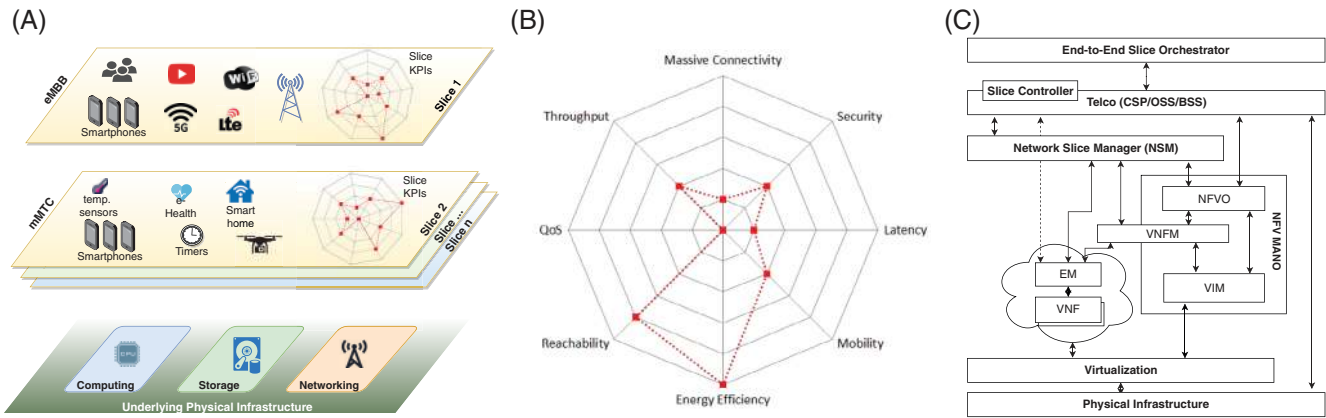 (A)
eMBB
Smartphones
WiFi
5G
Lte
Slice
KPIs
Slice 1
mMTC
temp.
sensors
e-
Health
Smart
home
Smartphones
Timers
Slice
KPIs
Slice 2
Slice ...
Slice n
CPU
Computing
Storage
Networking
Underlying Physical Infrastructure
(B)
Massive Connectivity
Throughput
Security
QoS
Latency
Reachability
Mobility
Energy Efficiency
(C)
End-to-End Slice Orchestrator
Slice Controller
Telco (CSP/OSS/BSS)
Network Slice Manager (NSM)
NFVO
VNFM
NFV MANO
EM
VIM
VNF
Virtualization
Physical Infrastructure